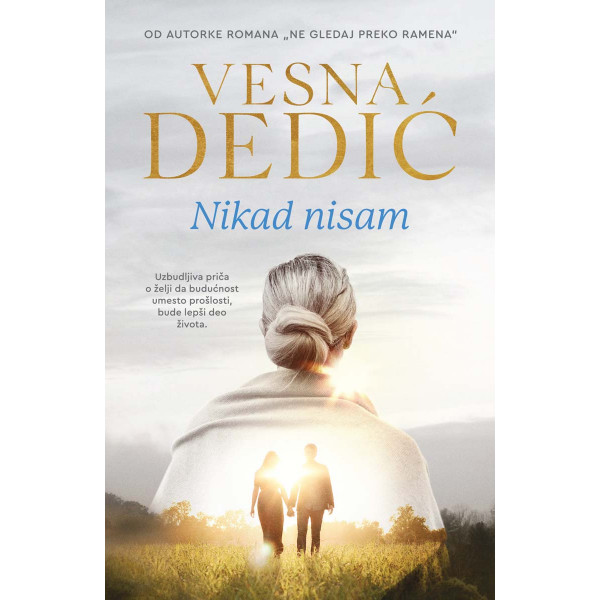 OD AUTORKE ROMANA „NE GLEDAJ PREKO RAMENA“
VESNA
DEDIĆ
Nikad nisam
Uzbudljiva priča
o želji da budućnost
umesto prošlosti,
bude lepši deo
života.